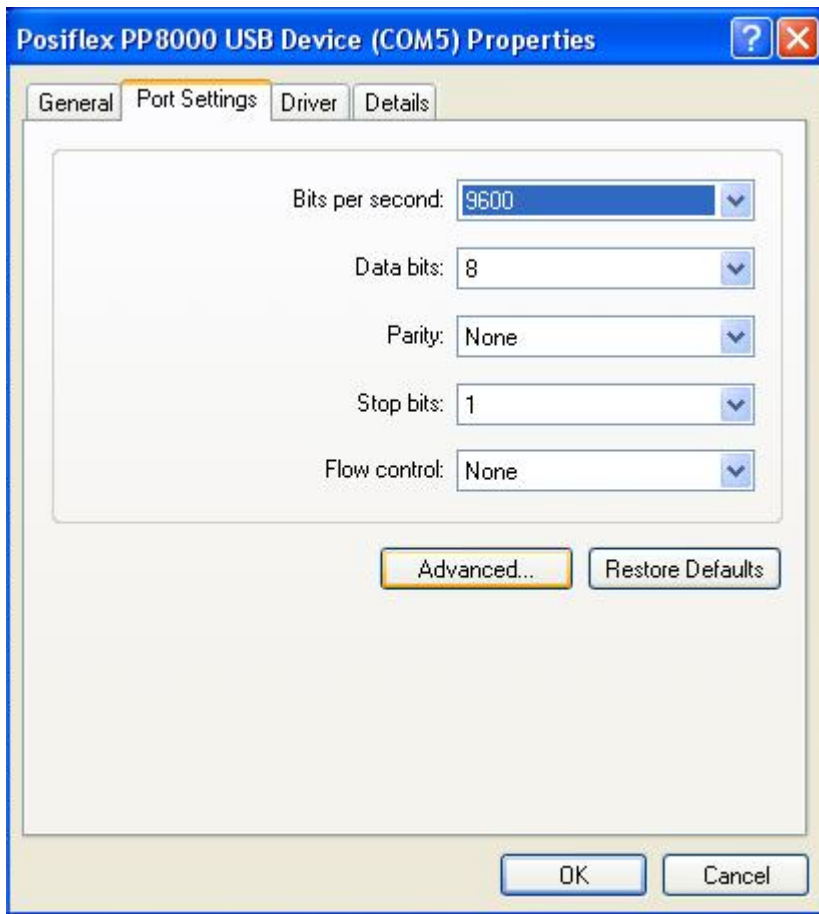 Posiflex PP8000 USB Device (COM5) Properties
General Port Settings Driver Details
Bits per second: 9600
Data bits: 8
Parity: None
Stop bits: 1
Flow control: None
Advanced... Restore Defaults
OK Cancel